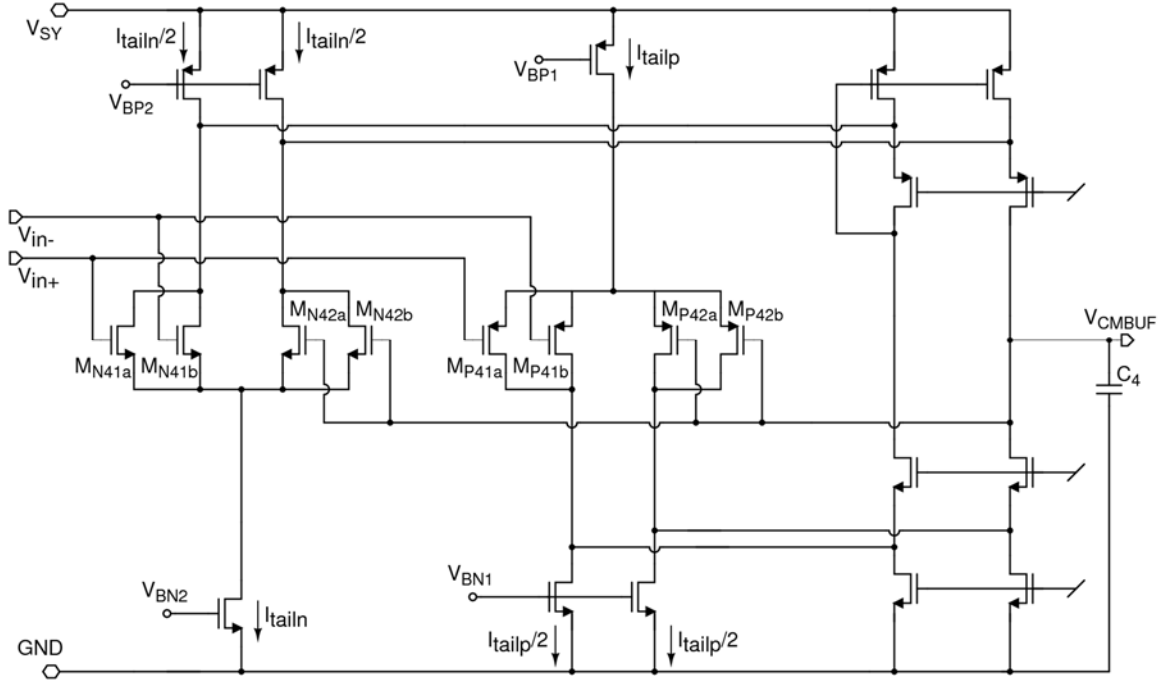 VSY
Itailn/2
Itailn/2
VBP1
Itailp
VBP2
Vin-
Vin+
MN41a
MN41b
MN42a
MN42b
MP41a
MP41b
MP42a
MP42b
VCMBUF
C4
VBN2
Itailn
VBN1
GND
Itailp/2
Itailp/2